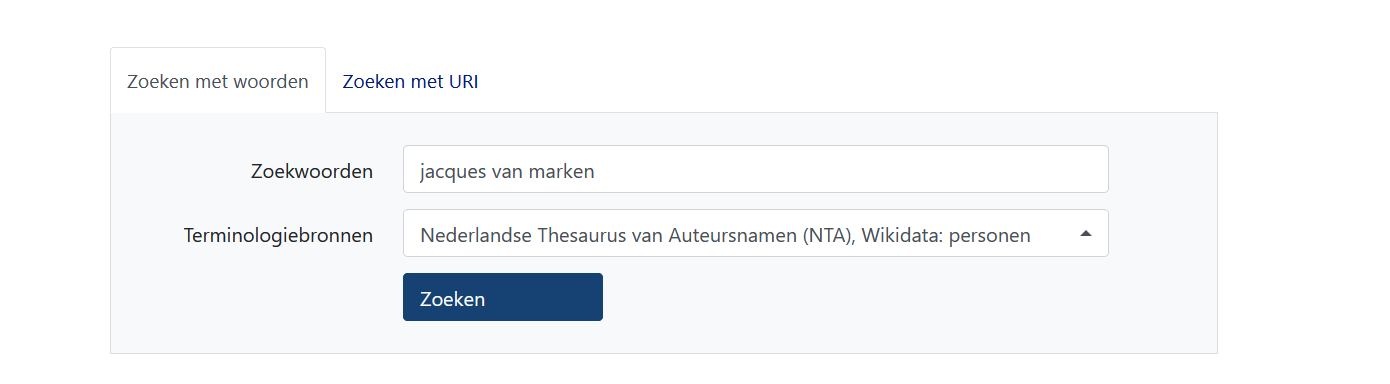 Zoeken met woorden Zoeken met URI
Zoekwoorden jacques van marken
Terminologiebronnen Nederlandse Thesaurus van Auteursnamen (NTA), Wikidata: personen
Zoeken